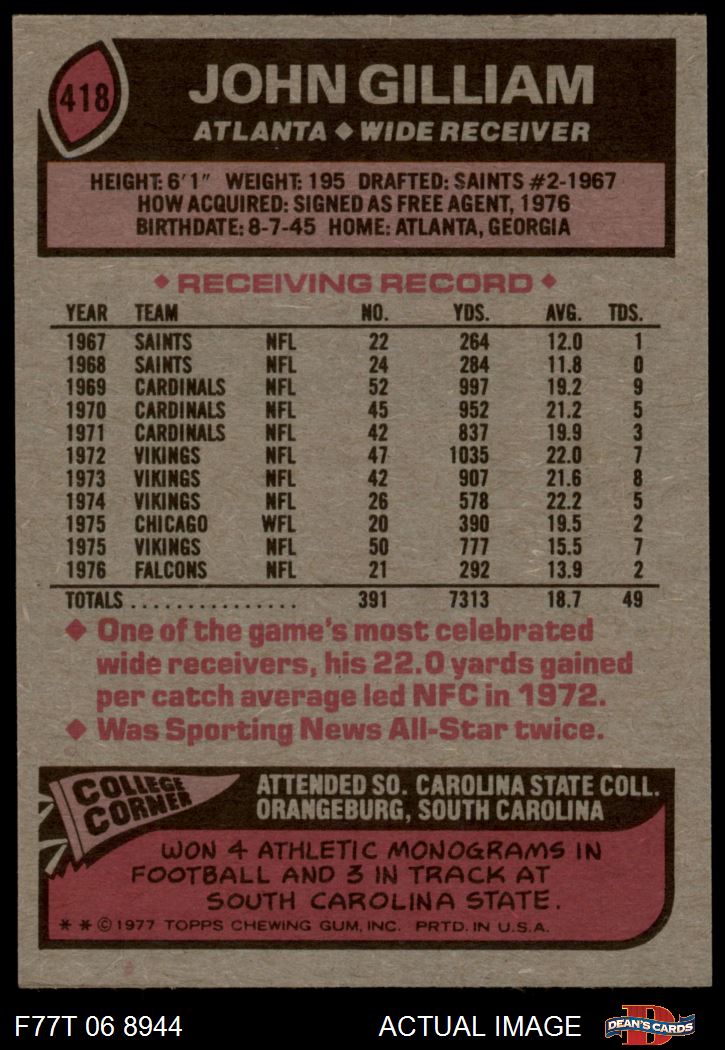 418
JOHN GILLIAM
ATLANTA ◆ WIDE RECEIVER
HEIGHT: 6'1" WEIGHT: 195 DRAFTED: SAINTS #2-1967
HOW ACQUIRED: SIGNED AS FREE AGENT, 1976
BIRTHDATE: 8-7-45 HOME: ATLANTA, GEORGIA
◆ RECEIVING RECORD ◆
YEAR TEAM NO. YDS. AVG. TDS.
1967 SAINTS NFL 22 264 12.0 1
1968 SAINTS NFL 24 284 11.8 0
1969 CARDINALS NFL 52 997 19.2 9
1970 CARDINALS NFL 45 952 21.2 5
1971 CARDINALS NFL 42 837 19.9 3
1972 VIKINGS NFL 47 1035 22.0 7
1973 VIKINGS NFL 42 907 21.6 8
1974 VIKINGS NFL 26 578 22.2 5
1975 CHICAGO WFL 20 390 19.5 2
1975 VIKINGS NFL 50 777 15.5 7
1976 FALCONS NFL 21 292 13.9 2
TOTALS ............... 391 7313 18.7 49
◆ One of the game's most celebrated
wide receivers, his 22.0 yards gained
per catch average led NFC in 1972.
◆ Was Sporting News All-Star twice.
COLLEGE
CORNER
ATTENDED SO. CAROLINA STATE COLL.
ORANGEBURG, SOUTH CAROLINA
WON 4 ATHLETIC MONOGRAMS IN
FOOTBALL AND 3 IN TRACK AT
SOUTH CAROLINA STATE.
* * © 1977 TOPPS CHEWING GUM, INC. PRTD. IN U.S.A.
F77T 06 8944
ACTUAL IMAGE
D
DEAN'S CARDS